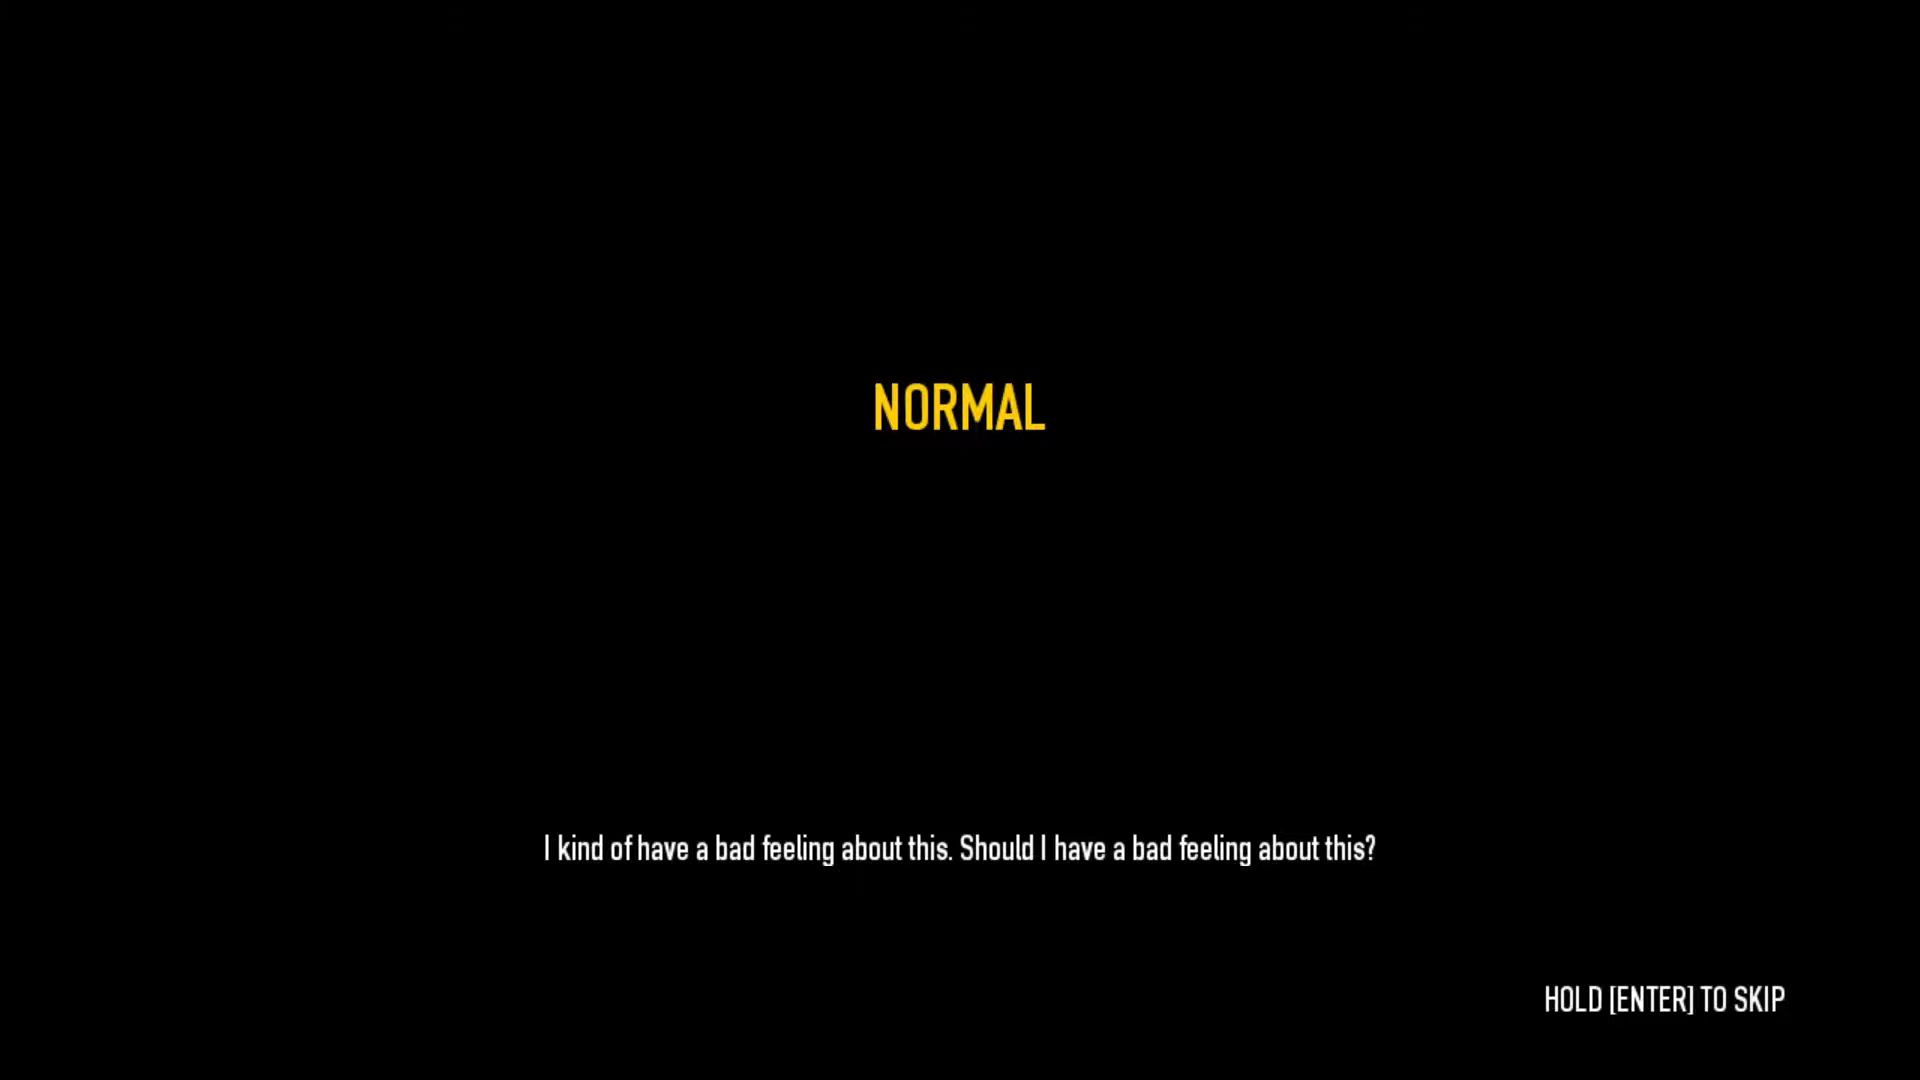 NORMAL
I kind of have a bad feeling about this. Should I have a bad feeling about this?
HOLD [ENTER] TO SKIP